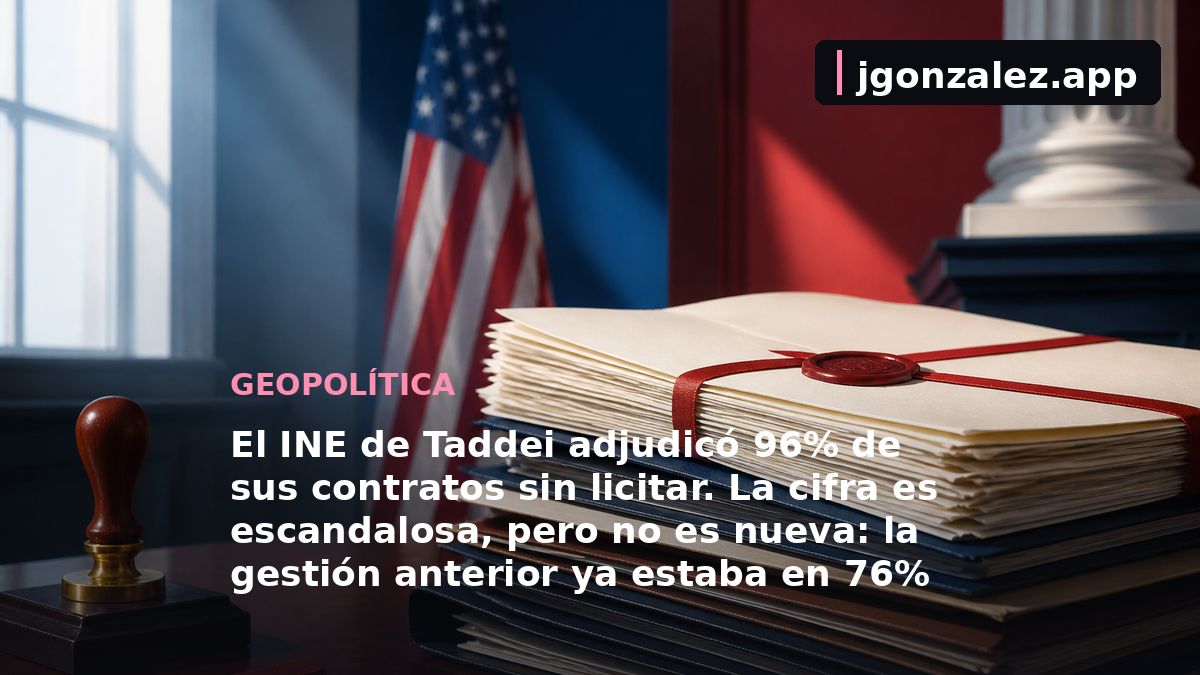 jgonzalez.app
GEOPOLÍTICA
El INE de Taddei adjudicó 96% de
sus contratos sin licitar. La cifra es
escandalosa, pero no es nueva: la
gestión anterior ya estaba en 76%